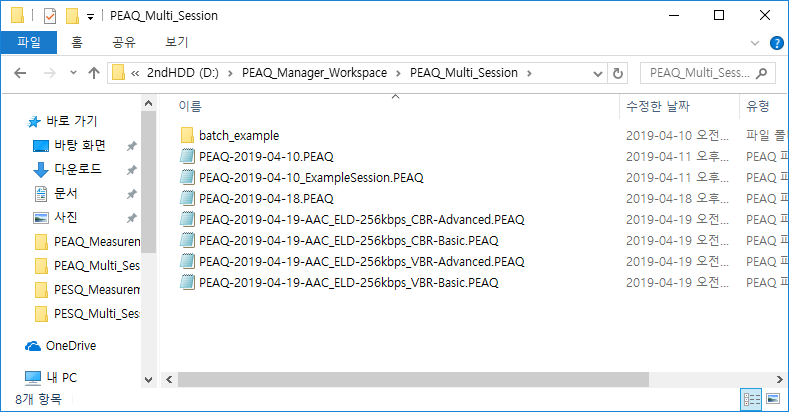 PEAQ_Multi_Session
파일 홈 공유 보기
« 2ndHDD (D:) > PEAQ_Manager_Workspace > PEAQ_Multi_Session > PEAQ_Multi_Sess...
이름 수정한 날짜 유형
바로 가기
바탕 화면
다운로드
문서
사진
PEAQ_Measurem
PEAQ_Multi_Ses
PESQ_Measurem
PESQ_Multi_Ses
OneDrive
내 PC
batch_example 2019-04-10 오전... 파일 폴
PEAQ-2019-04-10.PEAQ 2019-04-11 오후... PEAQ 파
PEAQ-2019-04-10_ExampleSession.PEAQ 2019-04-11 오후... PEAQ 파
PEAQ-2019-04-18.PEAQ 2019-04-18 오후... PEAQ 파
PEAQ-2019-04-19-AAC_ELD-256kbps_CBR-Advanced.PEAQ 2019-04-19 오전... PEAQ 파
PEAQ-2019-04-19-AAC_ELD-256kbps_CBR-Basic.PEAQ 2019-04-19 오전... PEAQ 파
PEAQ-2019-04-19-AAC_ELD-256kbps_VBR-Advanced.PEAQ 2019-04-19 오전... PEAQ 파
PEAQ-2019-04-19-AAC_ELD-256kbps_VBR-Basic.PEAQ 2019-04-19 오전... PEAQ 파
8개 항목